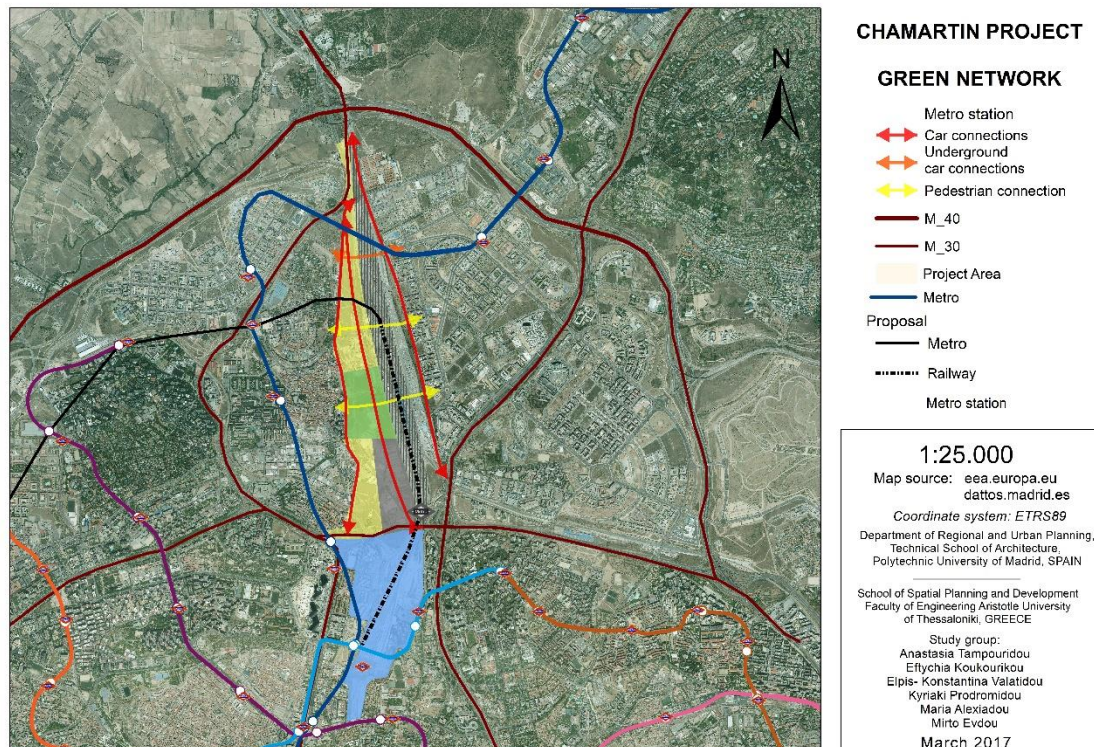 CHAMARTIN PROJECT
GREEN NETWORK
N
Metro station
Car connections
Underground
car connections
Pedestrian connection
M_40
M_30
Project Area
Metro
Proposal
Metro
Railway
Metro station
1:25.000
Map source: eea.europa.eu
dattos.madrid.es
Coordinate system: ETRS89
Department of Regional and Urban Planning,
Technical School of Architecture,
Polytechnic University of Madrid, SPAIN
School of Spatial Planning and Development
Faculty of Engineering Aristotle University
of Thessaloniki, GREECE
Study group:
Anastasia Tampouridou
Eftychia Koukourikou
Elpis- Konstantina Valatidou
Kyriaki Prodromidou
Maria Alexiadou
Mirto Evdou
March 2017